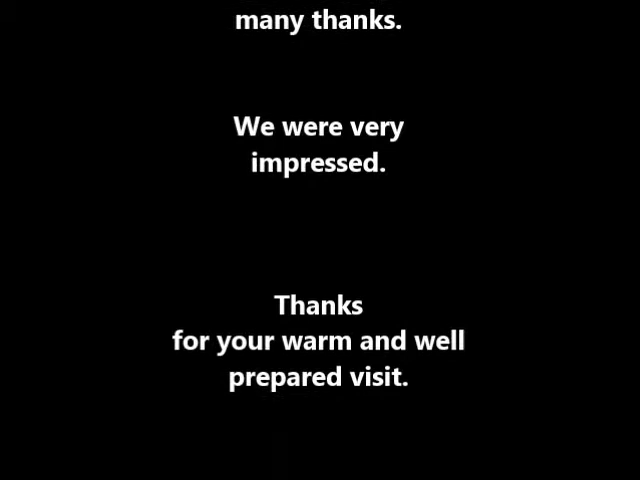 many thanks.
We were very
impressed.
Thanks
for your warm and well
prepared visit.